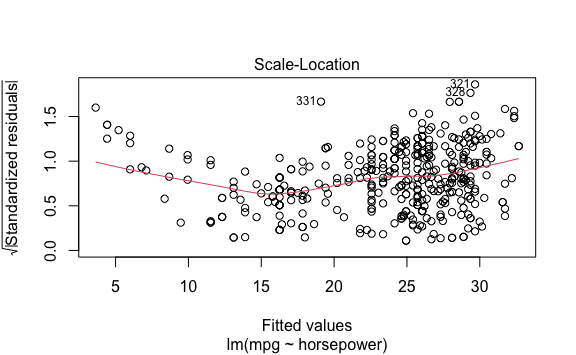 Scale-Location
√|Standardized residuals|
0.0 0.5 1.0 1.5
321
328
331
5 10 15 20 25 30
Fitted values
lm(mpg ~ horsepower)